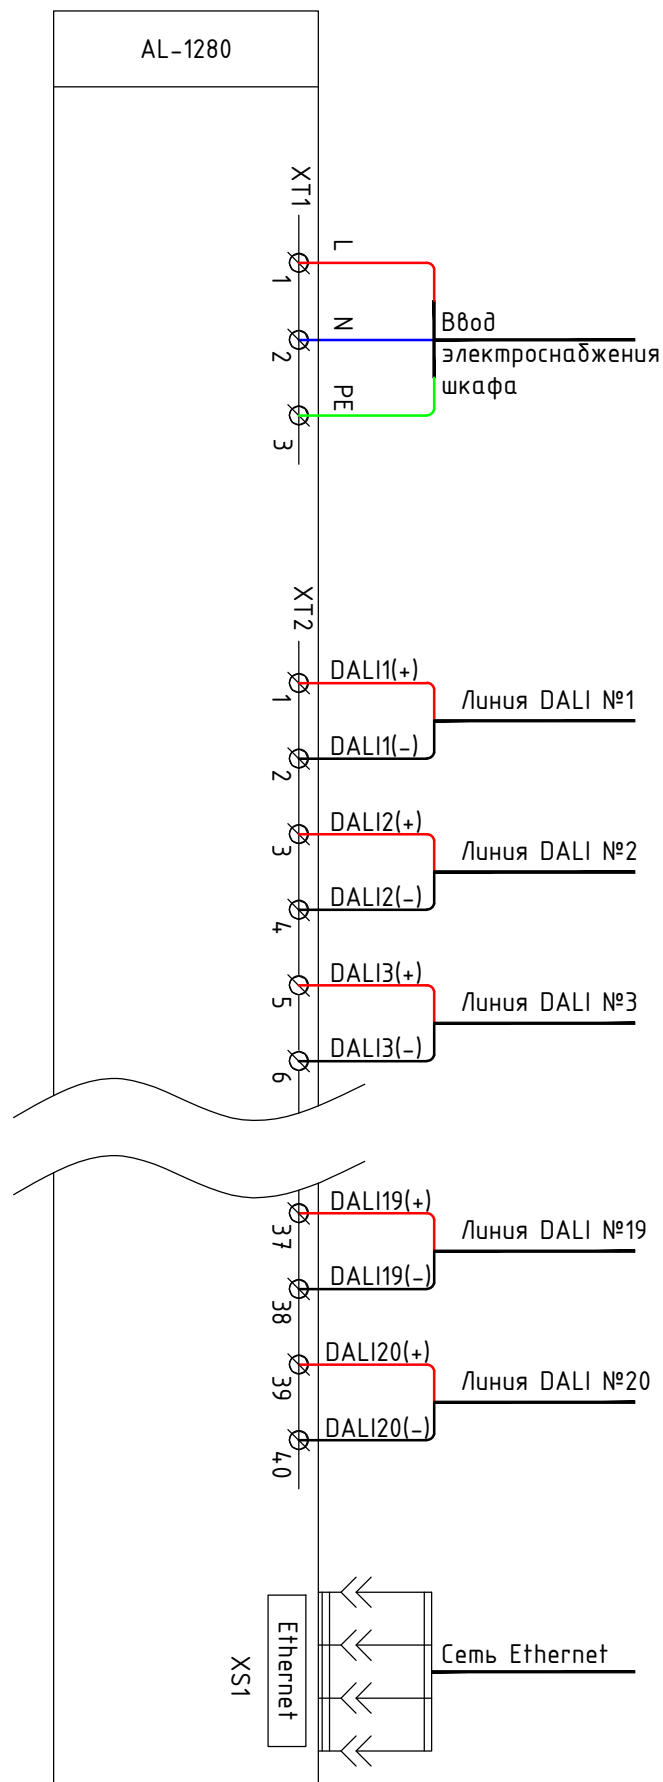 AL-1280
XT1
L
1
N
2
PE
3
Ввод
электроснабжения
шкафа
XT2
DALI1(+)
1
Линия DALI №1
DALI1(-)
2
DALI2(+)
3
Линия DALI №2
DALI2(-)
4
DALI3(+)
5
Линия DALI №3
DALI3(-)
6
DALI19(+)
37
Линия DALI №19
DALI19(-)
38
DALI20(+)
39
Линия DALI №20
DALI20(-)
40
Ethernet
XS1
Сеть Ethernet